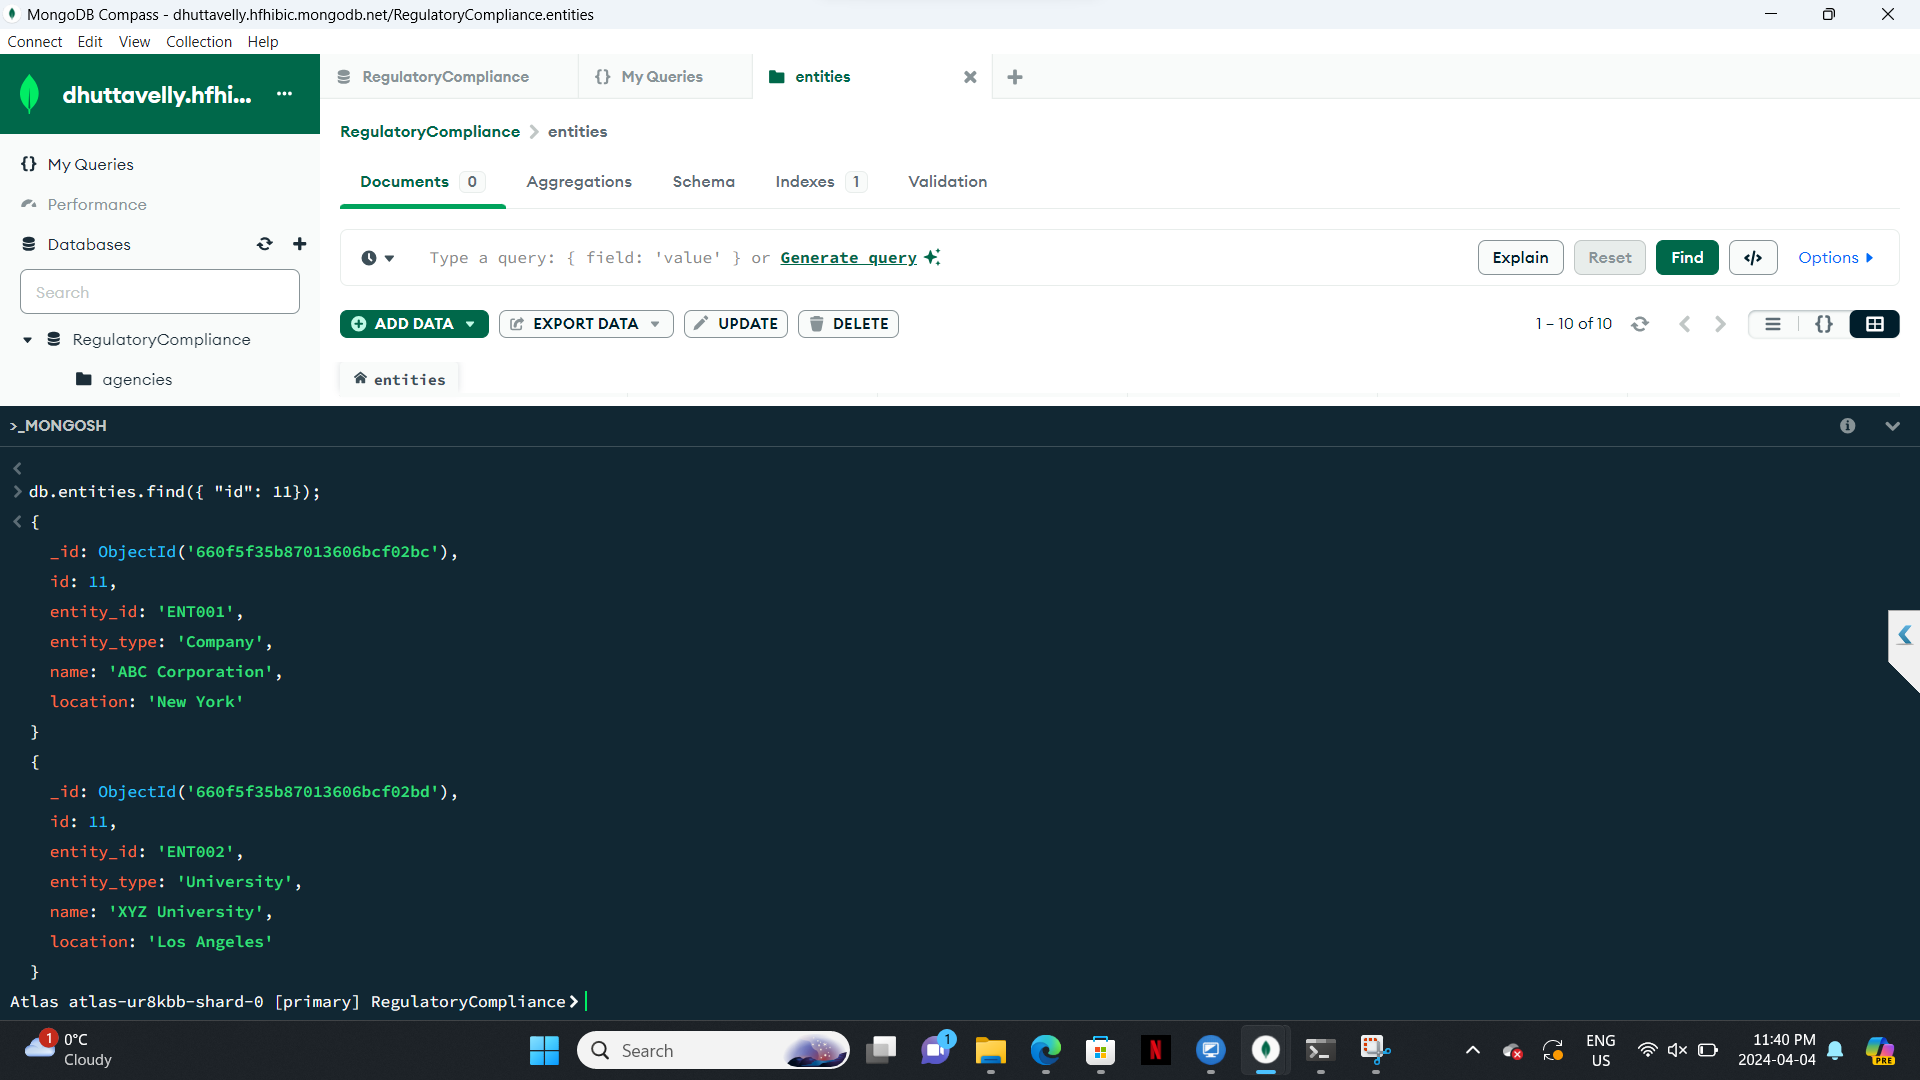 MongoDB Compass - dhuttavelly.hfhibic.mongodb.net/RegulatoryCompliance.entities
Connect Edit View Collection Help
dhuttavelly.hfhi... ...
RegulatoryCompliance
{} My Queries
entities
RegulatoryCompliance > entities
{} My Queries
Performance
Databases
Search
RegulatoryCompliance
agencies
Documents 0 Aggregations Schema Indexes 1 Validation
Type a query: { field: 'value' } or Generate query
Explain Reset Find </> Options
ADD DATA EXPORT DATA UPDATE DELETE
1 – 10 of 10 {}
entities
>_MONGOSH
<
> db.entities.find({ "id": 11});
< {
_id: ObjectId('660f5f35b87013606bcf02bc'),
id: 11,
entity_id: 'ENT001',
entity_type: 'Company',
name: 'ABC Corporation',
location: 'New York'
}
{
_id: ObjectId('660f5f35b87013606bcf02bd'),
id: 11,
entity_id: 'ENT002',
entity_type: 'University',
name: 'XYZ University',
location: 'Los Angeles'
}
Atlas atlas-ur8kbb-shard-0 [primary] RegulatoryCompliance>
1
0°C
Cloudy
Search
1
N
ENG
US
11:40 PM
2024-04-04
PRE